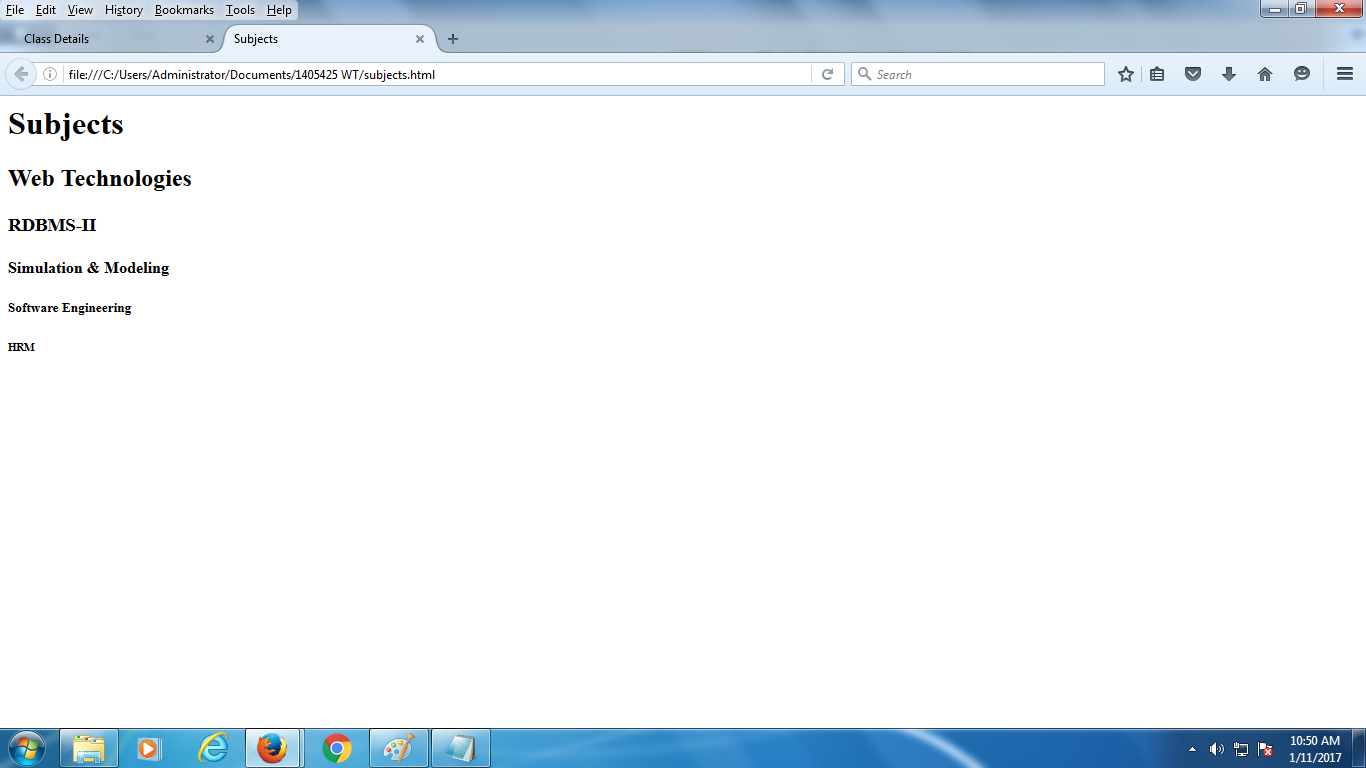 File Edit View History Bookmarks Tools Help
Class Details
Subjects
file:///C:/Users/Administrator/Documents/1405425 WT/subjects.html
Search
Subjects
Web Technologies
RDBMS-II
Simulation & Modeling
Software Engineering
HRM
10:50 AM
1/11/2017